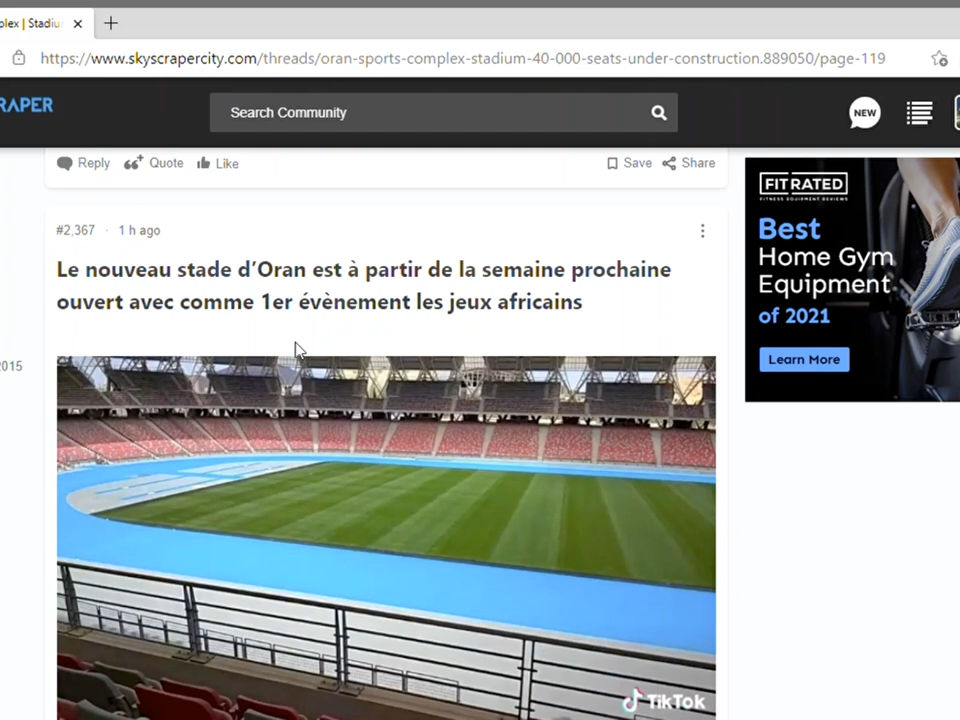 plex | Stadiu
https://www.skyscrapercity.com/threads/oran-sports-complex-stadium-40-000-seats-under-construction.889050/page-119
RAPER
Search Community
NEW
Reply Quote Like
Save Share
#2,367 · 1 h ago
Le nouveau stade d’Oran est à partir de la semaine prochaine
ouvert avec comme 1er évènement les jeux africains
2015
TikTok
FITRATED
FITNESS EQUIPMENT REVIEWS
Best
Home Gym
Equipment
of 2021
Learn More